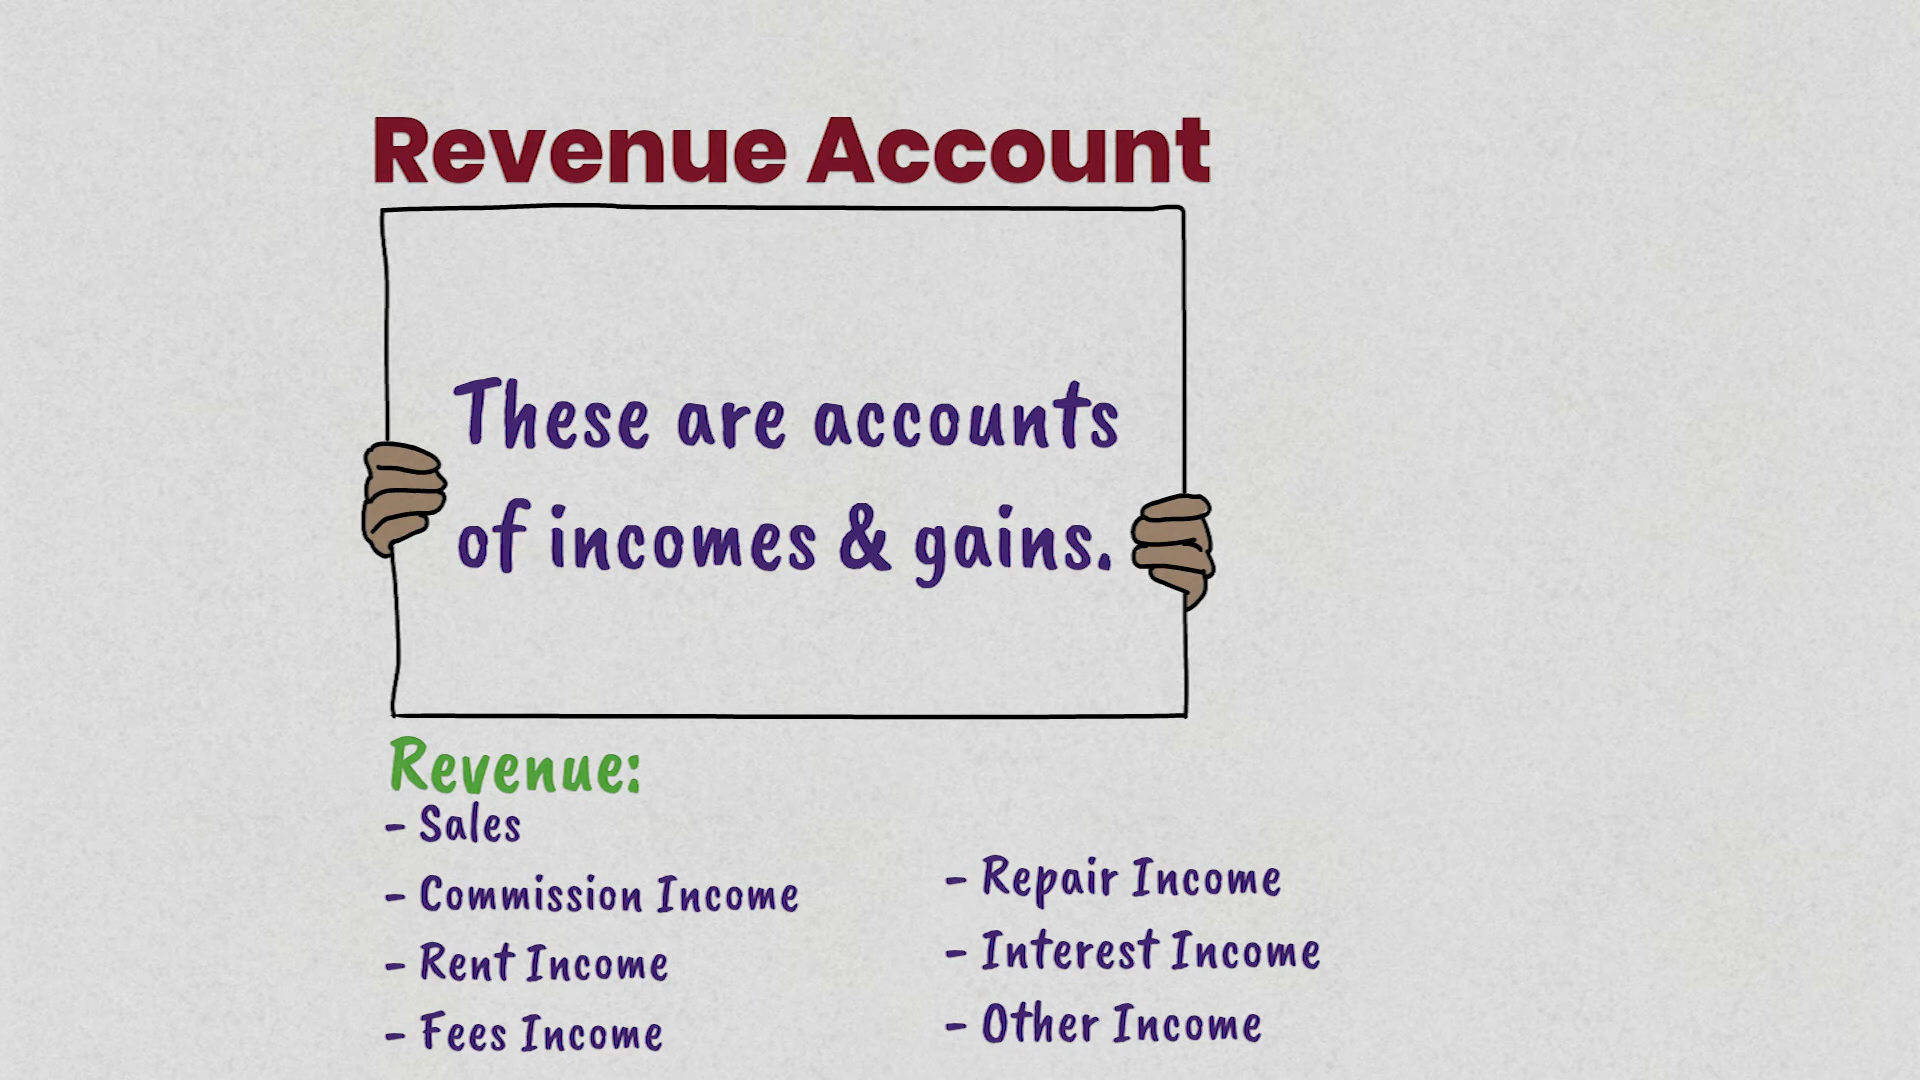 Revenue Account
These are accounts
of incomes & gains.
Revenue:
- Sales
- Commission Income
- Rent Income
- Fees Income
- Repair Income
- Interest Income
- Other Income